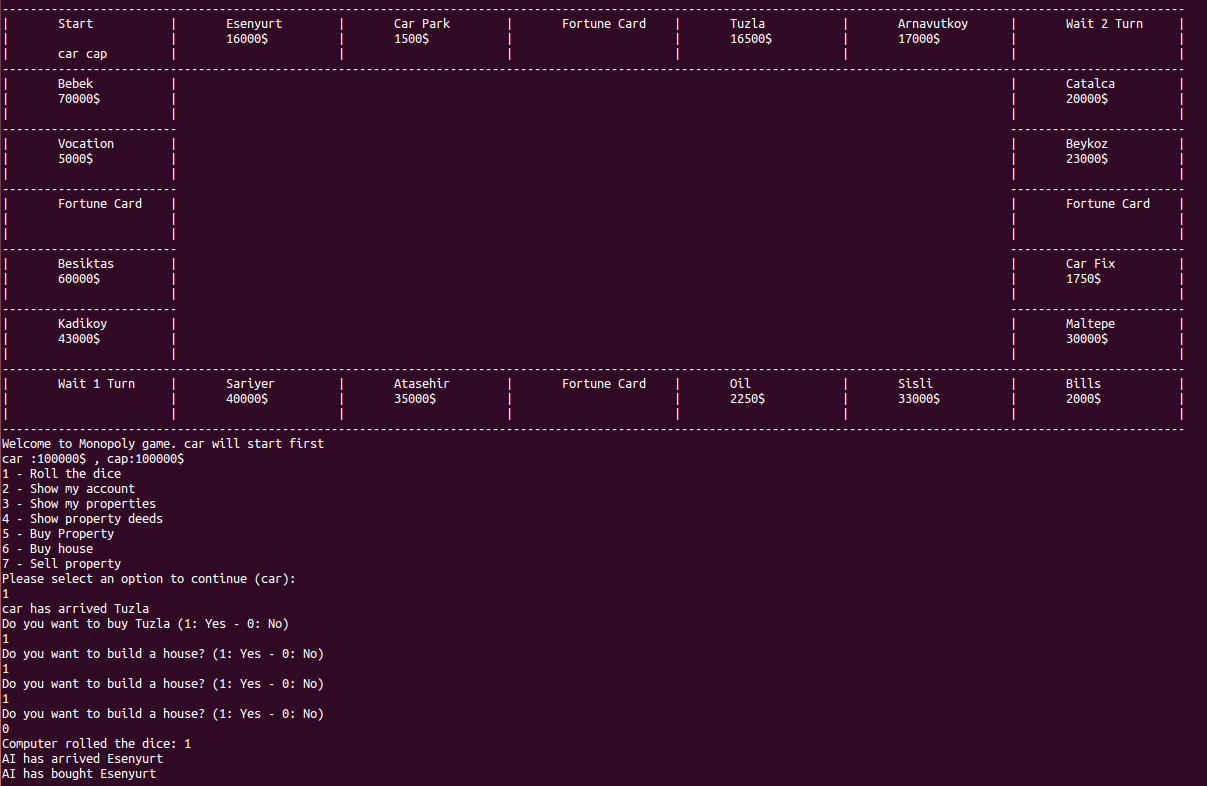 -----------------------------------------------------------------------
| Start | Esenyurt | Car Park | Fortune Card | Tuzla | Arnavutkoy | Wait 2 Turn |
| | 16000$ | 1500$ | | 16500$ | 17000$ | |
| car cap | | | | | | |
-----------------------------------------------------------------------
| Bebek | | Catalca |
| 70000$ | | 20000$ |
| | | |
------------------------- -------------------------
| Vocation | | Beykoz |
| 5000$ | | 23000$ |
| | | |
------------------------- -------------------------
| Fortune Card | | Fortune Card |
| | | |
| | | |
------------------------- -------------------------
| Besiktas | | Car Fix |
| 60000$ | | 1750$ |
| | | |
------------------------- -------------------------
| Kadikoy | | Maltepe |
| 43000$ | | 30000$ |
| | | |
-----------------------------------------------------------------------
| Wait 1 Turn | Sariyer | Atasehir | Fortune Card | Oil | Sisli | Bills |
| | 40000$ | 35000$ | | 2250$ | 33000$ | 2000$ |
| | | | | | | |
-----------------------------------------------------------------------
Welcome to Monopoly game. car will start first
car :100000$ , cap:100000$
1 - Roll the dice
2 - Show my account
3 - Show my properties
4 - Show property deeds
5 - Buy Property
6 - Buy house
7 - Sell property
Please select an option to continue (car):
1
car has arrived Tuzla
Do you want to buy Tuzla (1: Yes - 0: No)
1
Do you want to build a house? (1: Yes - 0: No)
1
Do you want to build a house? (1: Yes - 0: No)
1
Do you want to build a house? (1: Yes - 0: No)
0
Computer rolled the dice: 1
AI has arrived Esenyurt
AI has bought Esenyurt